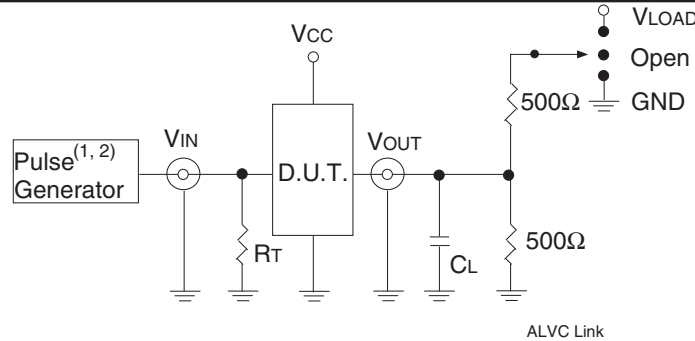 VLOAD
VCC
Open
500Ω
GND
VIN
VOUT
Pulse(1, 2)
Generator
D.U.T.
RT
CL
500Ω
ALVC Link